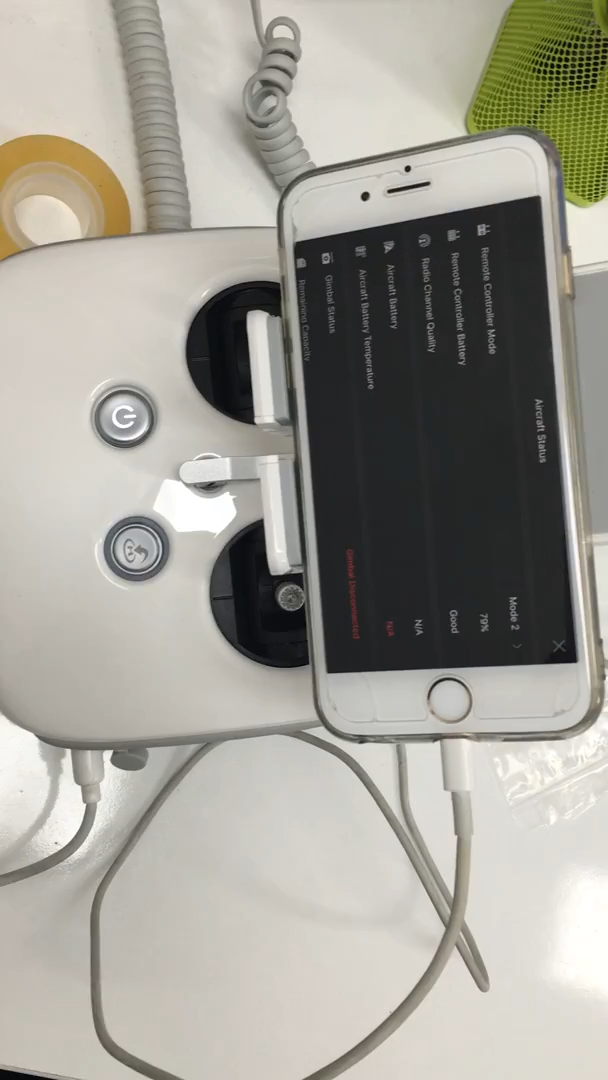 Aircraft Status
Remote Controller Mode Mode 2
Remote Controller Battery 79%
Radio Channel Quality Good
Aircraft Battery N/A
Aircraft Battery Temperature N/A
Gimbal Status Gimbal Disconnected
Remaining Capacity